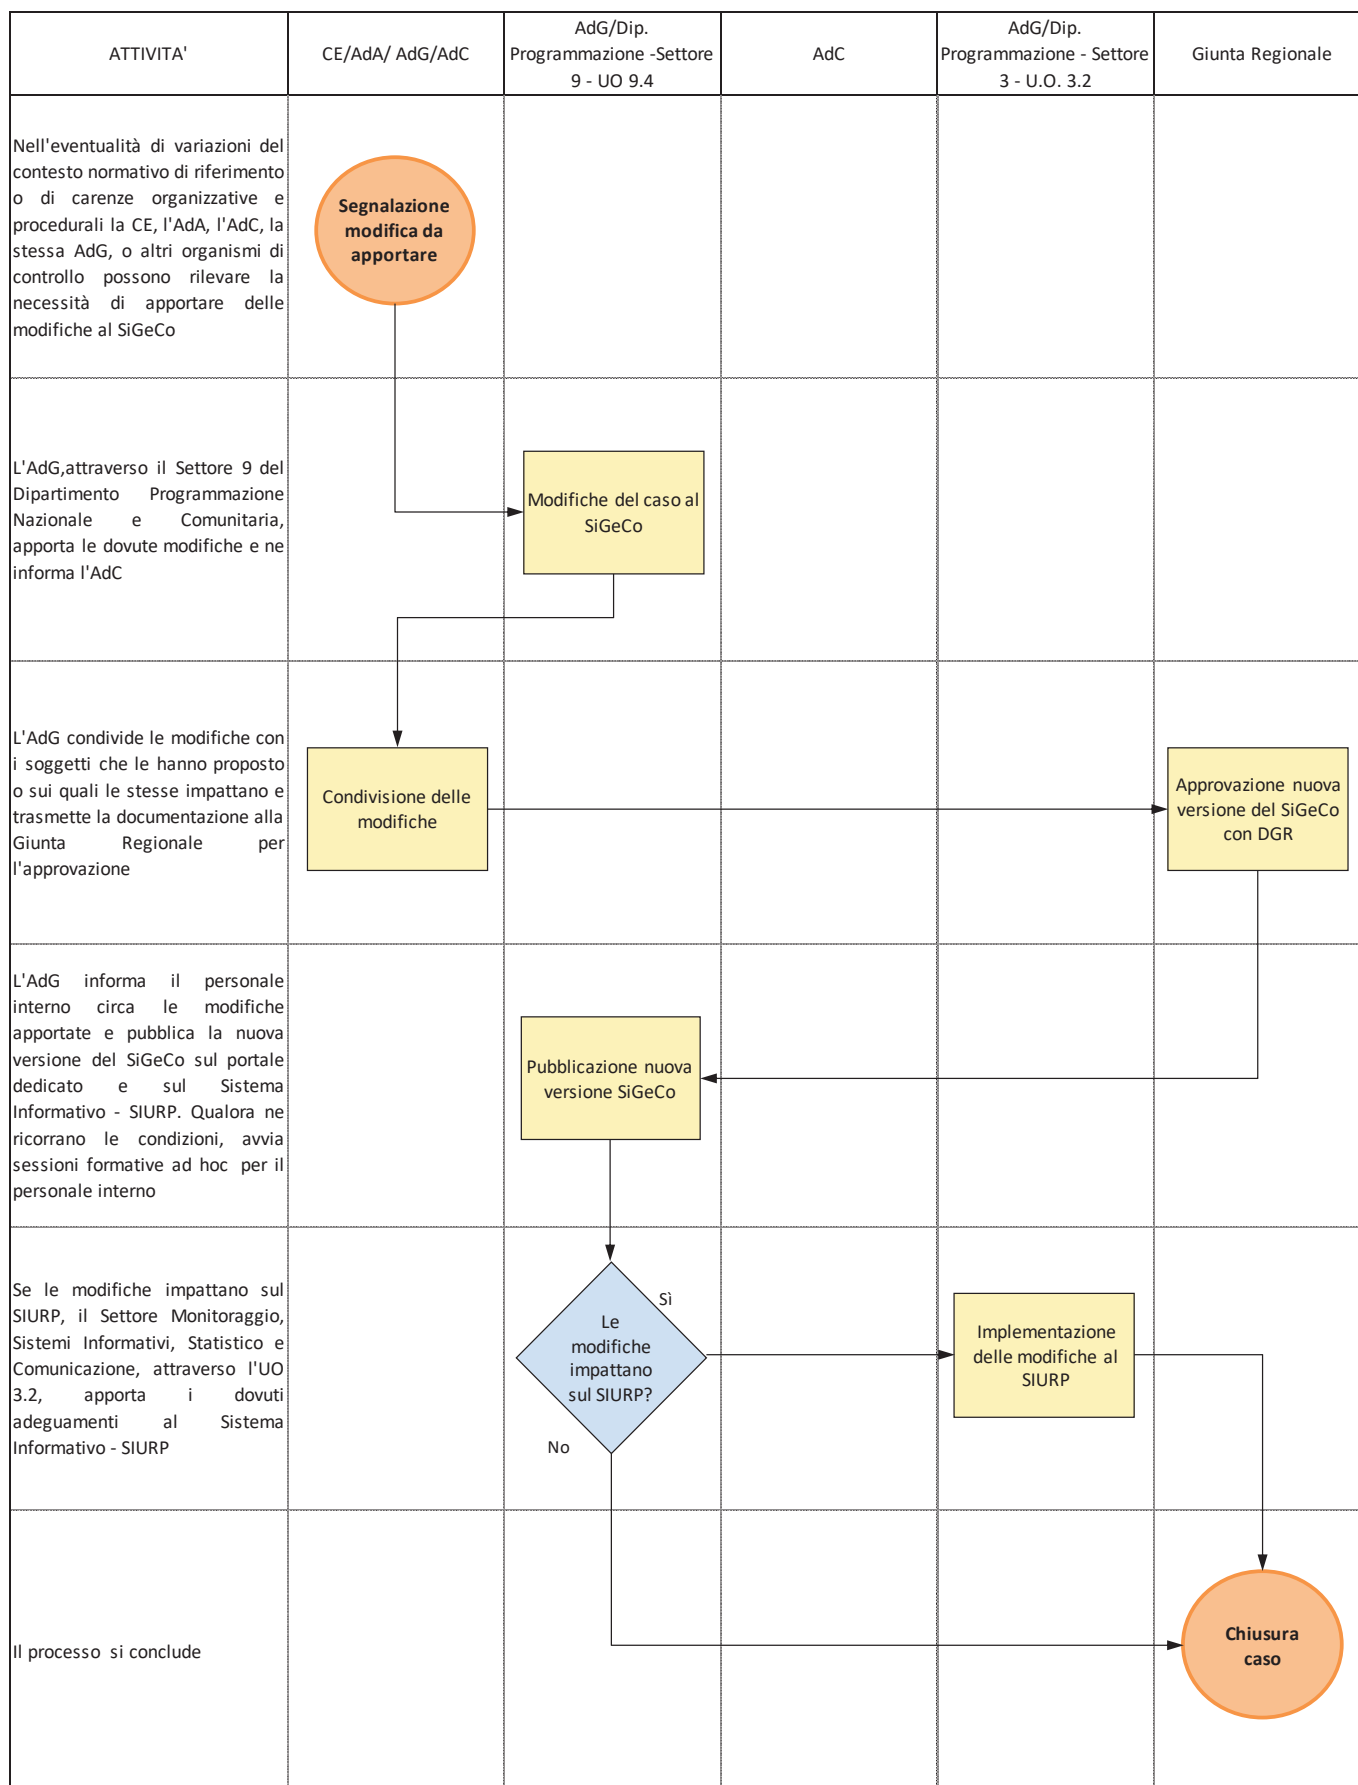 ATTIVITA'
CE/AdA/ AdG/AdC
AdG/Dip.
Programmazione -Settore
9 - UO 9.4
AdC
AdG/Dip.
Programmazione - Settore
3 - U.O. 3.2
Giunta Regionale
Nell'eventualità di variazioni del
contesto normativo di riferimento
o di carenze organizzative e
procedurali la CE, l'AdA, l'AdC, la
stessa AdG, o altri organismi di
controllo possono rilevare la
necessità di apportare delle
modifiche al SiGeCo
Segnalazione
modifica da
apportare
L'AdG,attraverso il Settore 9 del
Dipartimento Programmazione
Nazionale e Comunitaria,
apporta le dovute modifiche e ne
informa l'AdC
Modifiche del caso al
SiGeCo
L'AdG condivide le modifiche con
i soggetti che le hanno proposto
o sui quali le stesse impattano e
trasmette la documentazione alla
Giunta Regionale per
l'approvazione
Condivisione delle
modifiche
Approvazione nuova
versione del SiGeCo
con DGR
L'AdG informa il personale
interno circa le modifiche
apportate e pubblica la nuova
versione del SiGeCo sul portale
dedicato e sul Sistema
Informativo - SIURP. Qualora ne
ricorrano le condizioni, avvia
sessioni formative ad hoc per il
personale interno
Pubblicazione nuova
versione SiGeCo
Se le modifiche impattano sul
SIURP, il Settore Monitoraggio,
Sistemi Informativi, Statistico e
Comunicazione, attraverso l'UO
3.2, apporta i dovuti
adeguamenti al Sistema
Informativo - SIURP
Le
modifiche
impattano
sul SIURP?
Sì
No
Implementazione
delle modifiche al
SIURP
Il processo si conclude
Chiusura
caso